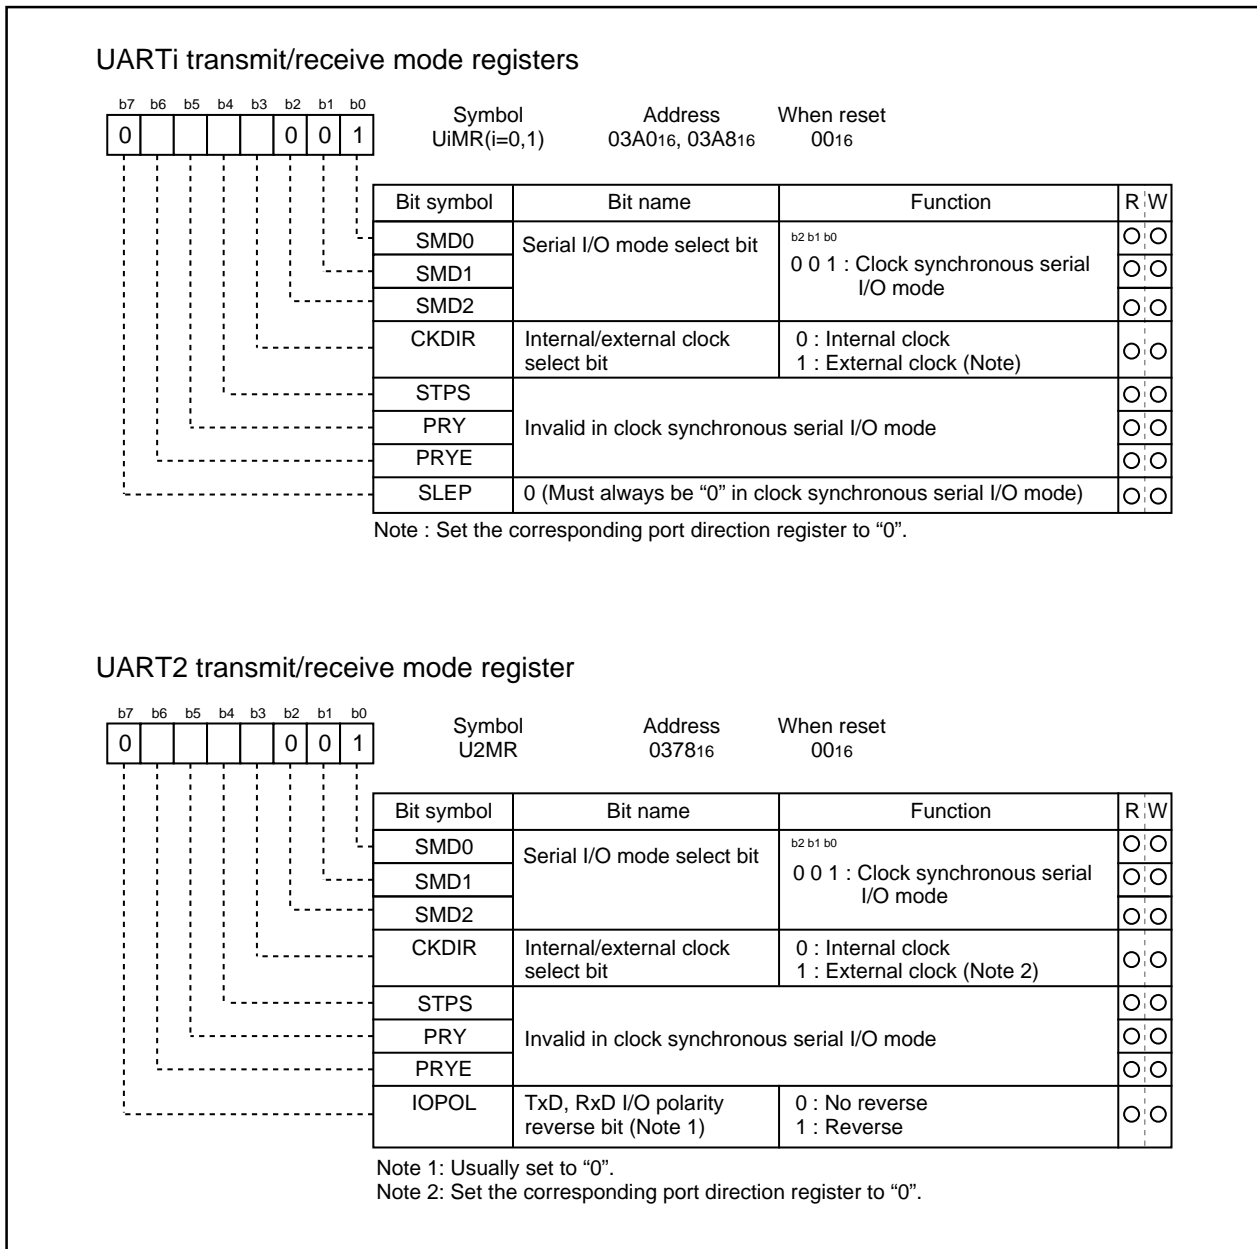 UARTi transmit/receive mode registers
b7 b6 b5 b4 b3 b2 b1 b0
0 0 0 1
Symbol Address When reset
UiMR(i=0,1) 03A016, 03A816 0016
Bit symbol Bit name Function R W
SMD0 Serial I/O mode select bit b2 b1 b0
SMD1 0 0 1 : Clock synchronous serial
I/O mode
SMD2
CKDIR Internal/external clock 0 : Internal clock
select bit 1 : External clock (Note)
STPS
PRY Invalid in clock synchronous serial I/O mode
PRYE
SLEP 0 (Must always be “0” in clock synchronous serial I/O mode)
Note : Set the corresponding port direction register to “0”.
UART2 transmit/receive mode register
b7 b6 b5 b4 b3 b2 b1 b0
0 0 0 1
Symbol Address When reset
U2MR 037816 0016
Bit symbol Bit name Function R W
SMD0 Serial I/O mode select bit b2 b1 b0
SMD1 0 0 1 : Clock synchronous serial
I/O mode
SMD2
CKDIR Internal/external clock 0 : Internal clock
select bit 1 : External clock (Note 2)
STPS
PRY Invalid in clock synchronous serial I/O mode
PRYE
IOPOL TxD, RxD I/O polarity 0 : No reverse
reverse bit (Note 1) 1 : Reverse
Note 1: Usually set to “0”.
Note 2: Set the corresponding port direction register to “0”.